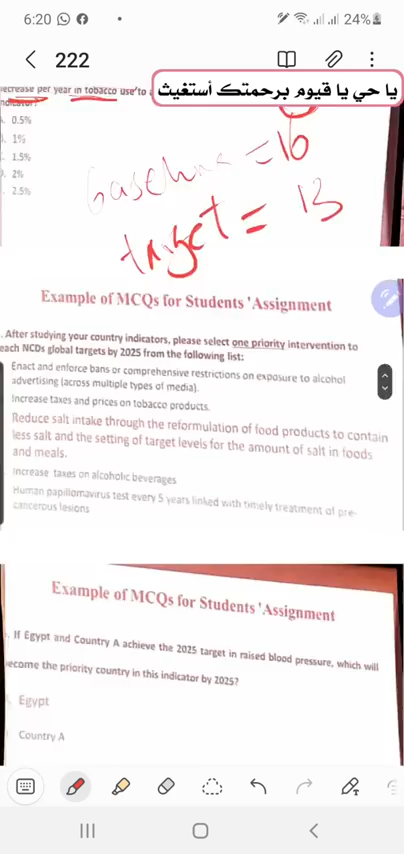 6:20
24%
222
يا حي يا قيوم برحمتك أستغيث
ecrease per year in tobacco use to
ndicator?
. 0.5%
. 1%
. 1.5%
. 2%
. 2.5%
baseline = 16
target = 13
Example of MCQs for Students 'Assignment
. After studying your country indicators, please select one priority intervention to
each NCDs global targets by 2025 from the following list:
Enact and enforce bans or comprehensive restrictions on exposure to alcohol
advertising (across multiple types of media).
Increase taxes and prices on tobacco products.
Reduce salt intake through the reformulation of food products to contain
less salt and the setting of target levels for the amount of salt in foods
and meals.
Increase taxes on alcoholic beverages
Human papillomavirus test every 5 years linked with timely treatment of pre-
cancerous lesions
Example of MCQs for Students 'Assignment
. If Egypt and Country A achieve the 2025 target in raised blood pressure, which will
ecome the priority country in this indicator by 2025?
Egypt
Country A